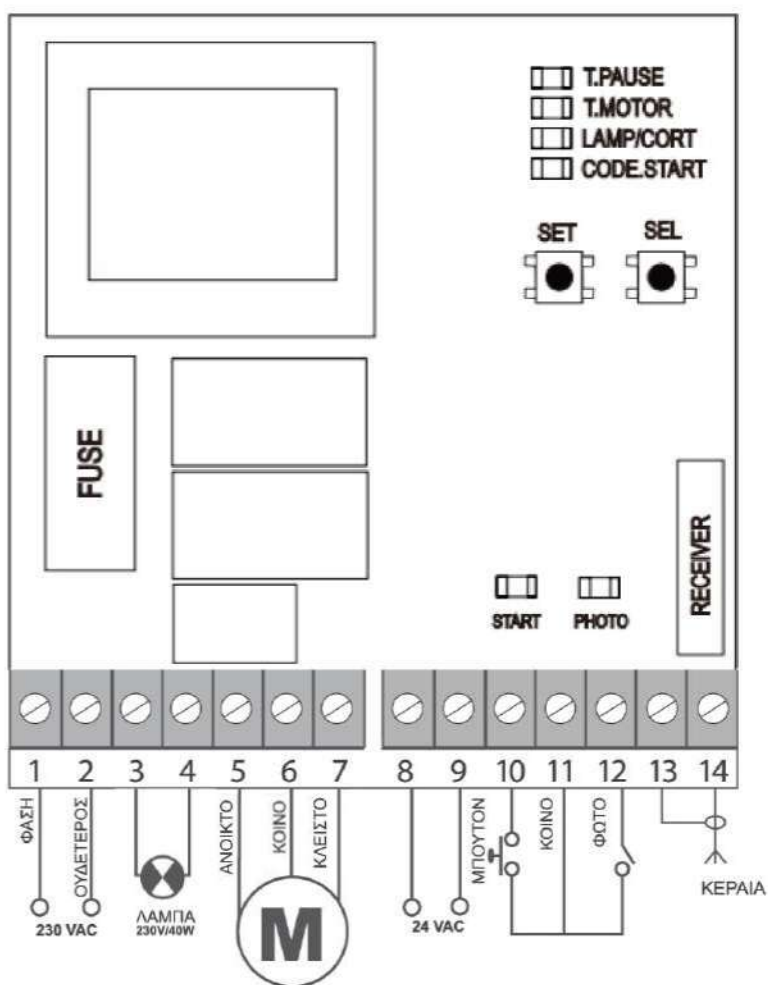 T.PAUSE
T.MOTOR
LAMP/CORT
CODE.START
SET SEL
FUSE
RECEIVER
START PHOTO
1 2 3 4 5 6 7 8 9 10 11 12 13 14
ΦΑΣΗ
ΟΥΔΕΤΕΡΟΣ
230 VAC
ΛΑΜΠΑ
230V/40W
ΑΝΟΙΚΤΟ
ΚΟΙΝΟ
ΚΛΕΙΣΤΟ
M
24 VAC
ΜΠΟΥΤΟΝ
ΚΟΙΝΟ
ΦΩΤΟ
ΚΕΡΑΙΑ